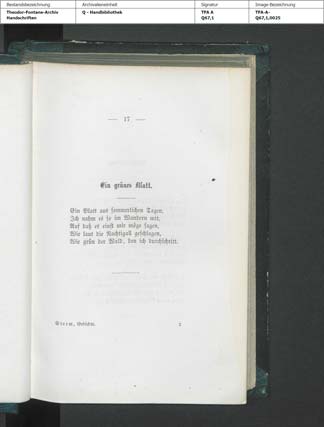 Bestandsbezeichnung Archivalieneinheit Signatur Image-Bezeichnung
Theodor-Fontane-Archiv Q - Handbibliothek TFA A TFA-A-
Handschriften Q67,1 Q67,1,0025
— 17 —
Ein grünes Blatt.
Ein Blatt aus sommerlichen Tagen,
Ich nahm es so im Wandern mit,
Auf daß es einst mir möge sagen,
Wie laut die Nachtigall geschlagen,
Wie grün der Wald, den ich durchschritt.
Storm, Gedichte. 2